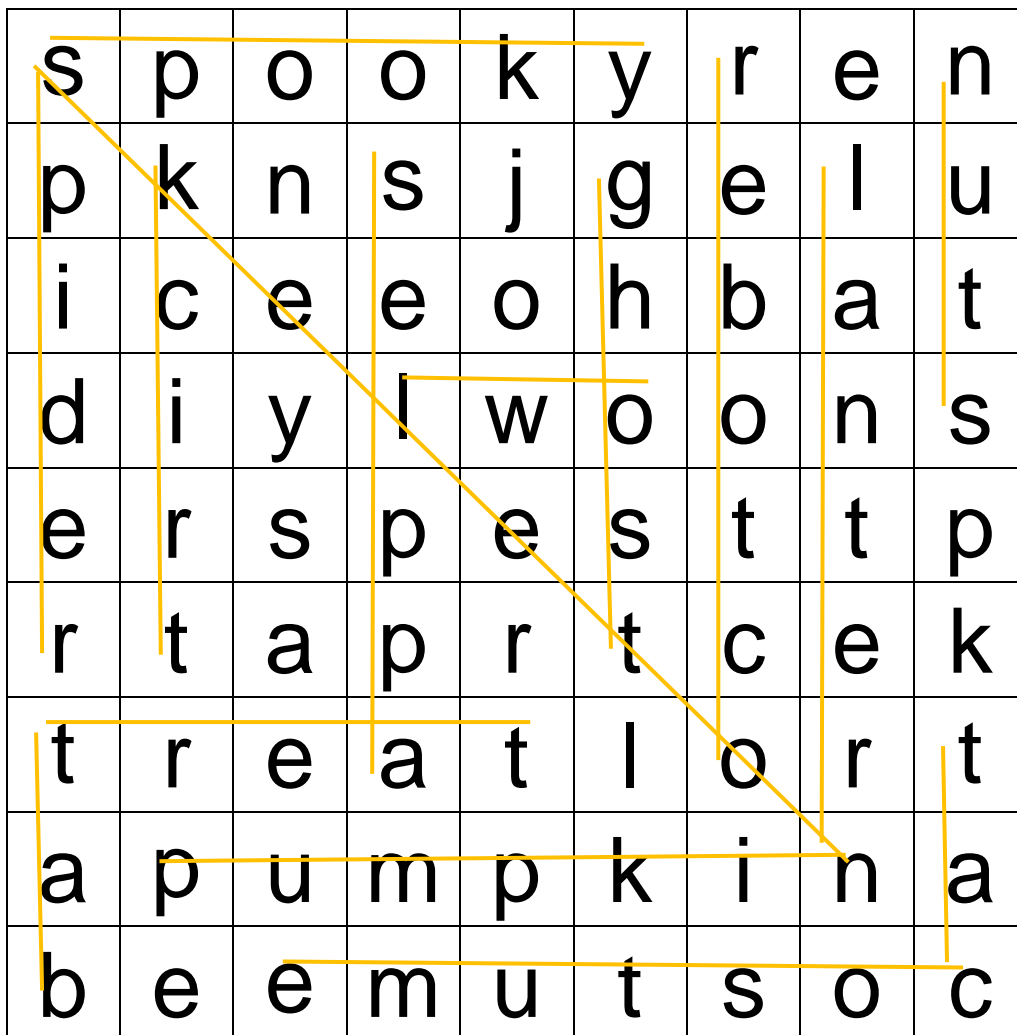 s p o o k y r e n
p k n s j g e l u
i c e e o h b a t
d i y l w o o n s
e r s p e s t t p
r t a p r t c e k
t r e a t l o r t
a p u m p k i n a
b e e m u t s o c